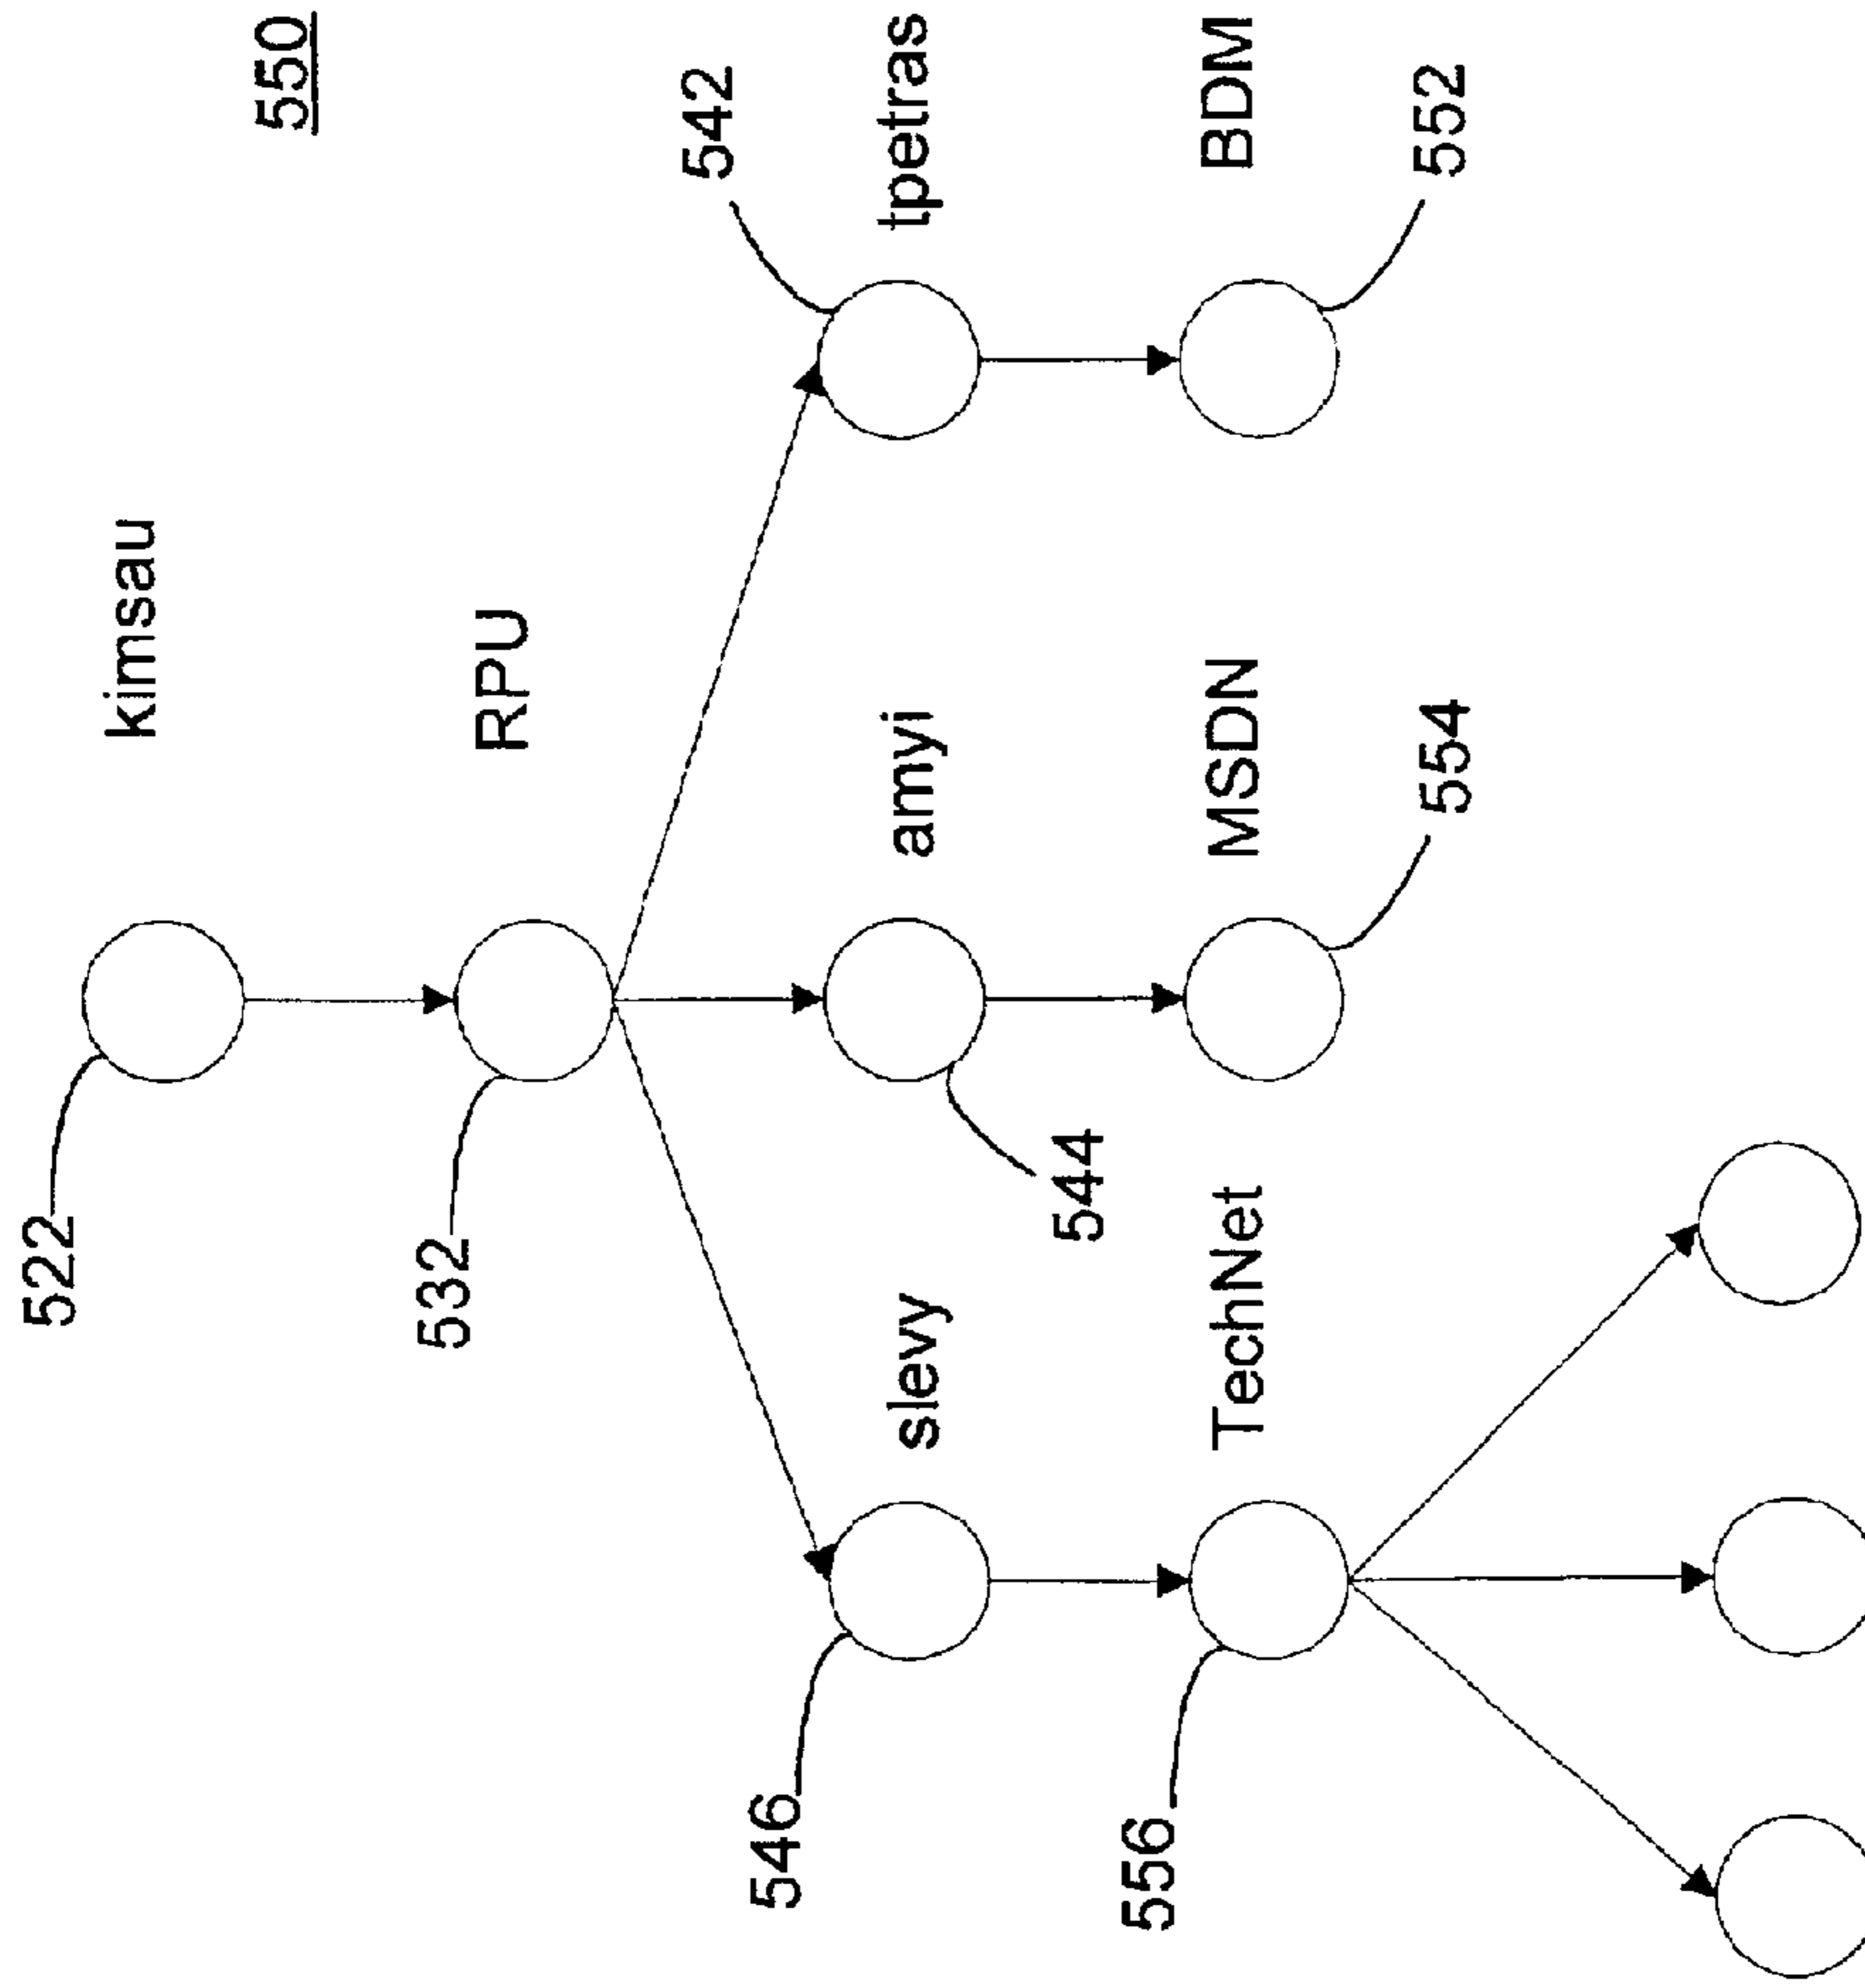 550
522
kimsau
532
RPU
542
546
slevy
amyi
tpetras
544
556
TechNet
MSDN
BDM
554
552